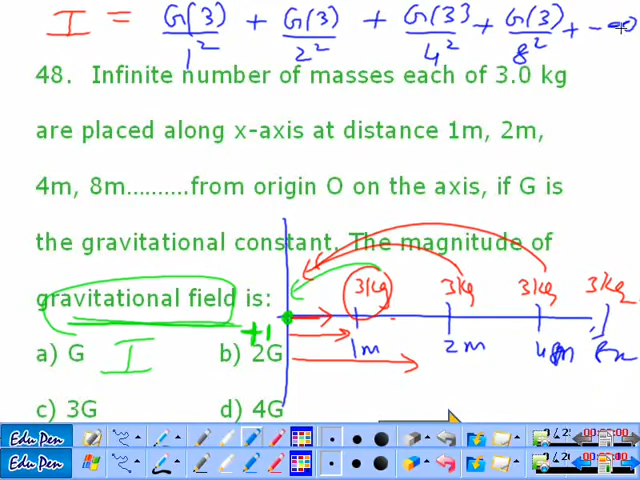 I = G(3)/1² + G(3)/2² + G(3)/4² + G(3)/8² + --∞
48. Infinite number of masses each of 3.0 kg
are placed along x-axis at distance 1m, 2m,
4m, 8m..........from origin O on the axis, if G is
the gravitational constant. The magnitude of
gravitational field is:
3kg 3kg 3kg 3kg
+1
1m 2m 4m 8m
a) G I b) 2G
c) 3G d) 4G
Edu Pen
Edu Pen